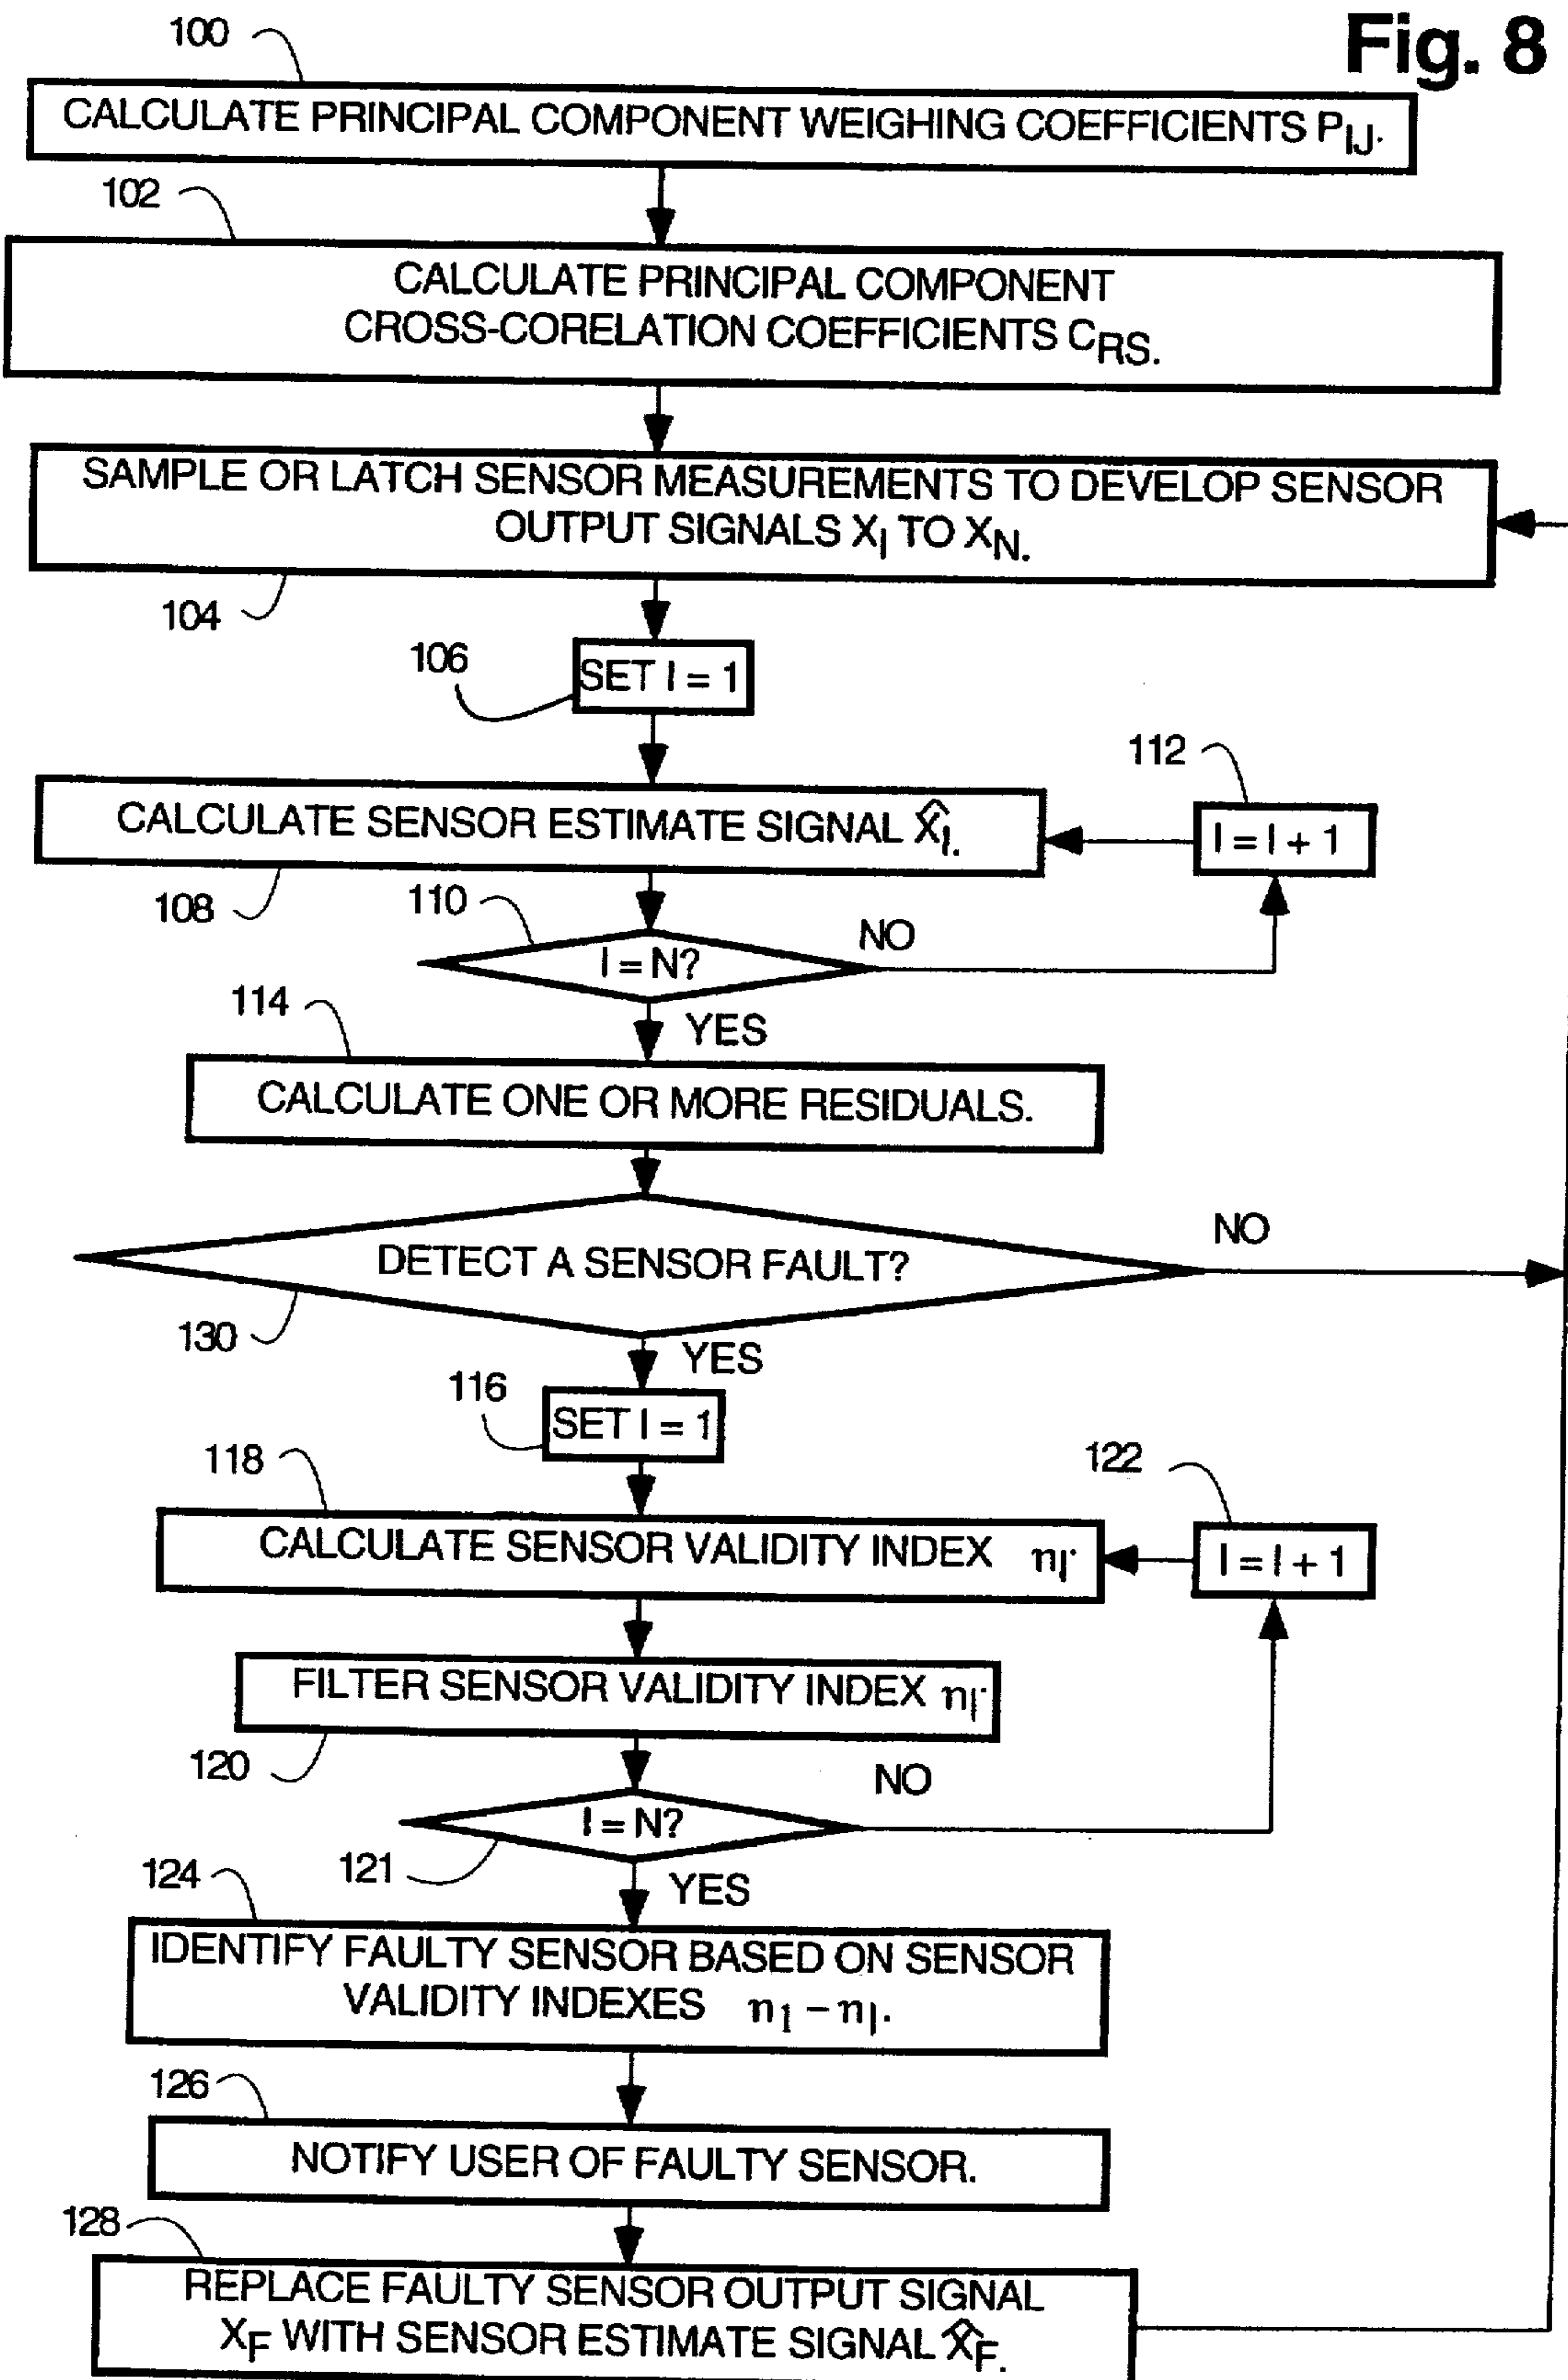 Fig. 8
100
CALCULATE PRINCIPAL COMPONENT WEIGHING COEFFICIENTS PIJ.
102
CALCULATE PRINCIPAL COMPONENT
CROSS-CORELATION COEFFICIENTS CRS.
SAMPLE OR LATCH SENSOR MEASUREMENTS TO DEVELOP SENSOR
OUTPUT SIGNALS XI TO XN.
104
106
SET I = 1
112
CALCULATE SENSOR ESTIMATE SIGNAL X̂I.
I = I + 1
108
110
I = N?
NO
YES
114
CALCULATE ONE OR MORE RESIDUALS.
DETECT A SENSOR FAULT?
NO
130
YES
116
SET I = 1
118
122
CALCULATE SENSOR VALIDITY INDEX ηI.
I = I + 1
FILTER SENSOR VALIDITY INDEX ηI.
120
I = N?
NO
121
YES
124
IDENTIFY FAULTY SENSOR BASED ON SENSOR
VALIDITY INDEXES η1 – ηI.
126
NOTIFY USER OF FAULTY SENSOR.
128
REPLACE FAULTY SENSOR OUTPUT SIGNAL
XF WITH SENSOR ESTIMATE SIGNAL X̂F.